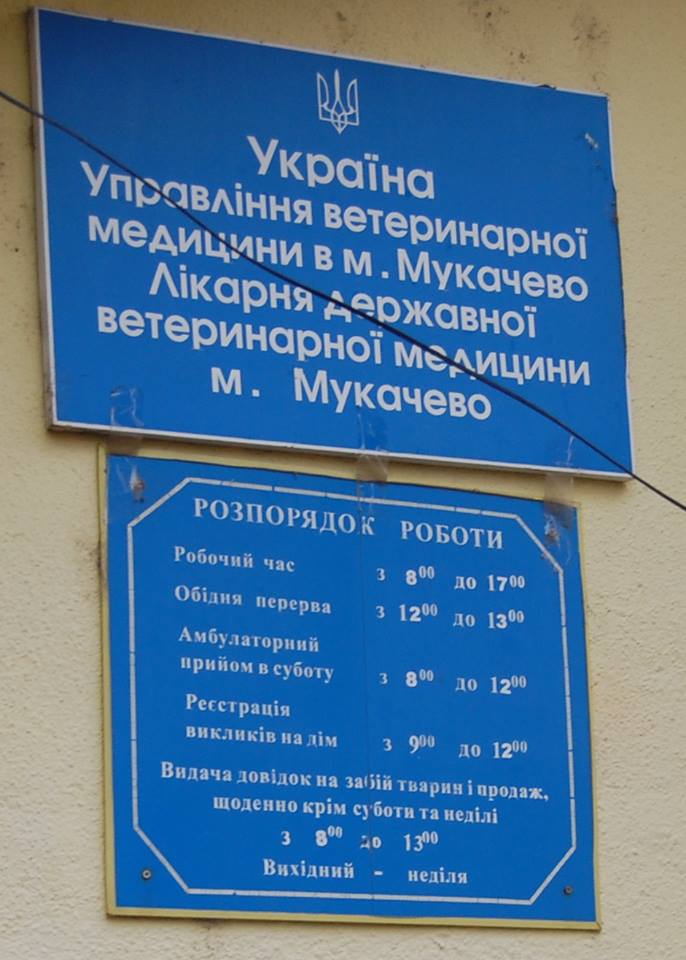 Україна
Управління ветеринарної
медицини в м. Мукачево
Лікарня державної
ветеринарної медицини
м. Мукачево
РОЗПОРЯДОК РОБОТИ
Робочий час з 8⁰⁰ до 17⁰⁰
Обідня перерва з 12⁰⁰ до 13⁰⁰
Амбулаторний
прийом в суботу з 8⁰⁰ до 12⁰⁰
Реєстрація
викликів на дім з 9⁰⁰ до 12⁰⁰
Видача довідок на забій тварин і продаж,
щоденно крім суботи та неділі
з 8⁰⁰ до 13⁰⁰
Вихідний - неділя